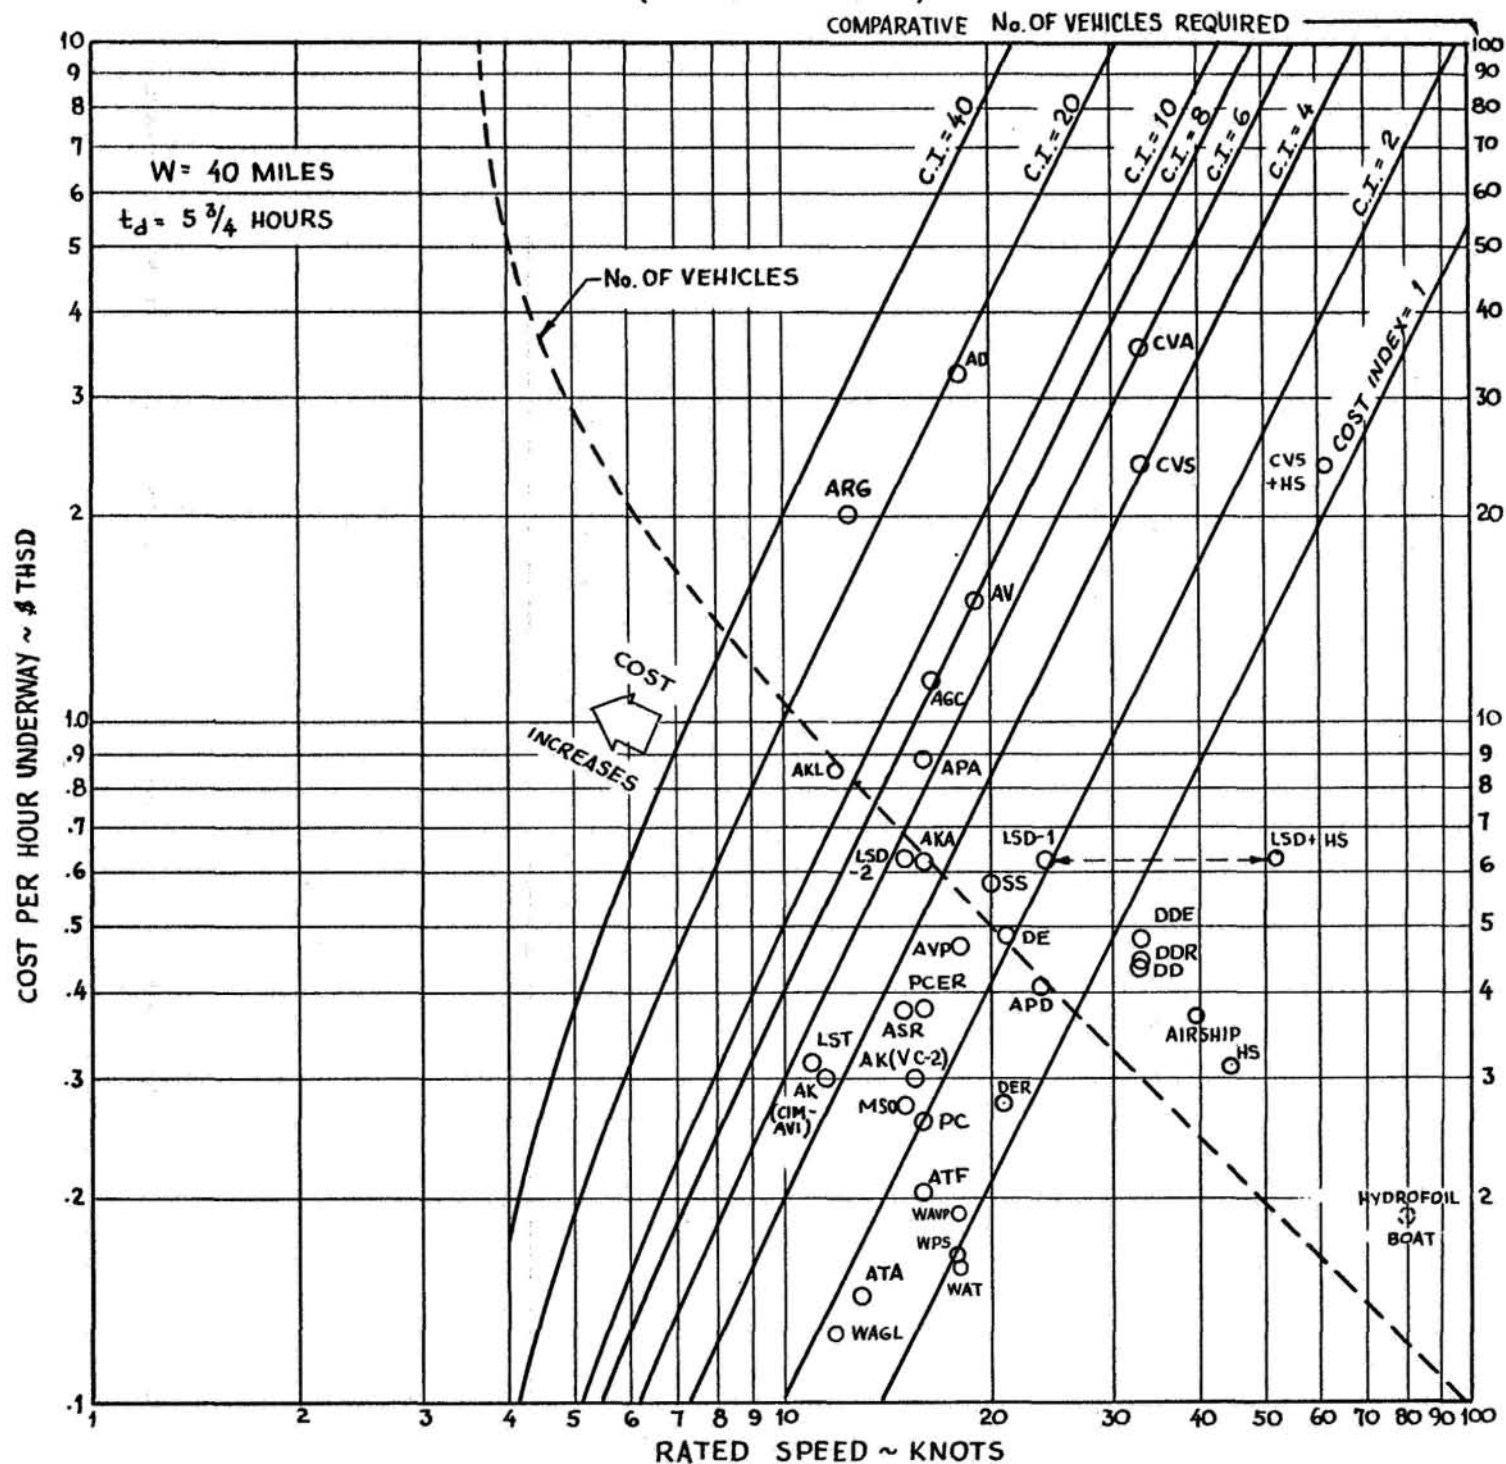 COMPARATIVE No. OF VEHICLES REQUIRED
10
9
8
7
6
5
4
3
2
1.0
.9
.8
.7
.6
.5
.4
.3
.2
.1
COST PER HOUR UNDERWAY ~ $ THSD
100
90
80
70
60
50
40
30
20
10
9
8
7
6
5
4
3
2
W = 40 MILES
t_d = 5 3/4 HOURS
No. OF VEHICLES
C.I. = 40
C.I. = 20
C.I. = 10
C.I. = 8
C.I. = 6
C.I. = 4
C.I. = 2
COST INDEX = 1
COST
INCREASES
AD
CVA
ARG
CVS
CVS
+HS
AV
AGC
AKL
APA
LSD
-2
AKA
LSD-1
LSD+HS
SS
AVP
DE
DDE
DDR
DD
PCER
APD
ASR
AIRSHIP
LST
AK(VC-2)
HS
AK
(CIM-
AVI)
MSO
PC
DER
ATF
WAVP
HYDROFOIL
BOAT
WPS
WAT
ATA
WAGL
1 2 3 4 5 6 7 8 9 10 20 30 40 50 60 70 80 90 100
RATED SPEED ~ KNOTS